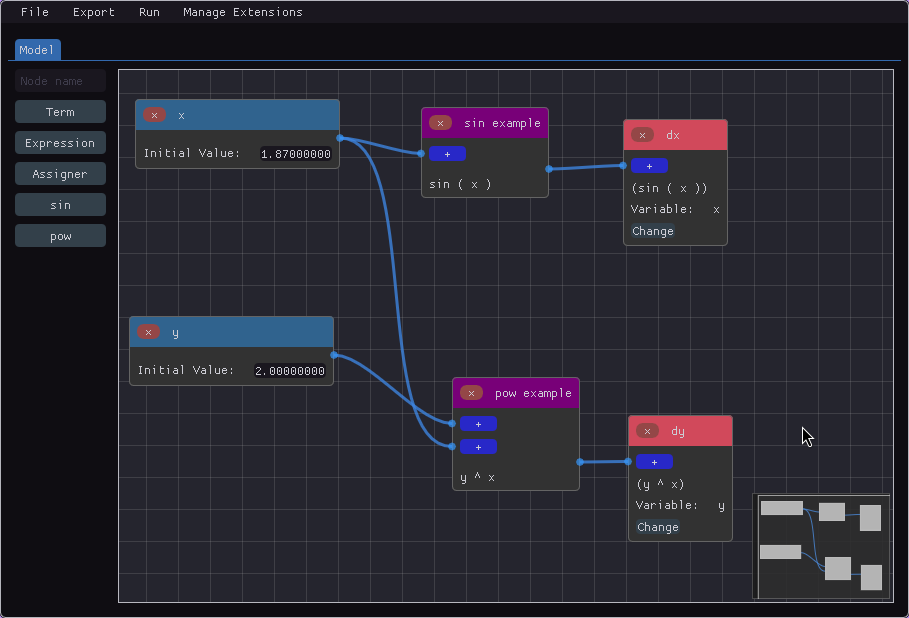 File Export Run Manage Extensions
Model
Node name
Term
Expression
Assigner
sin
pow
x x
Initial Value: 1.87000000
x sin example
+
sin ( x )
x dx
+
(sin ( x ))
Variable: x
Change
x y
Initial Value: 2.00000000
x pow example
+
+
y ^ x
x dy
+
(y ^ x)
Variable: y
Change